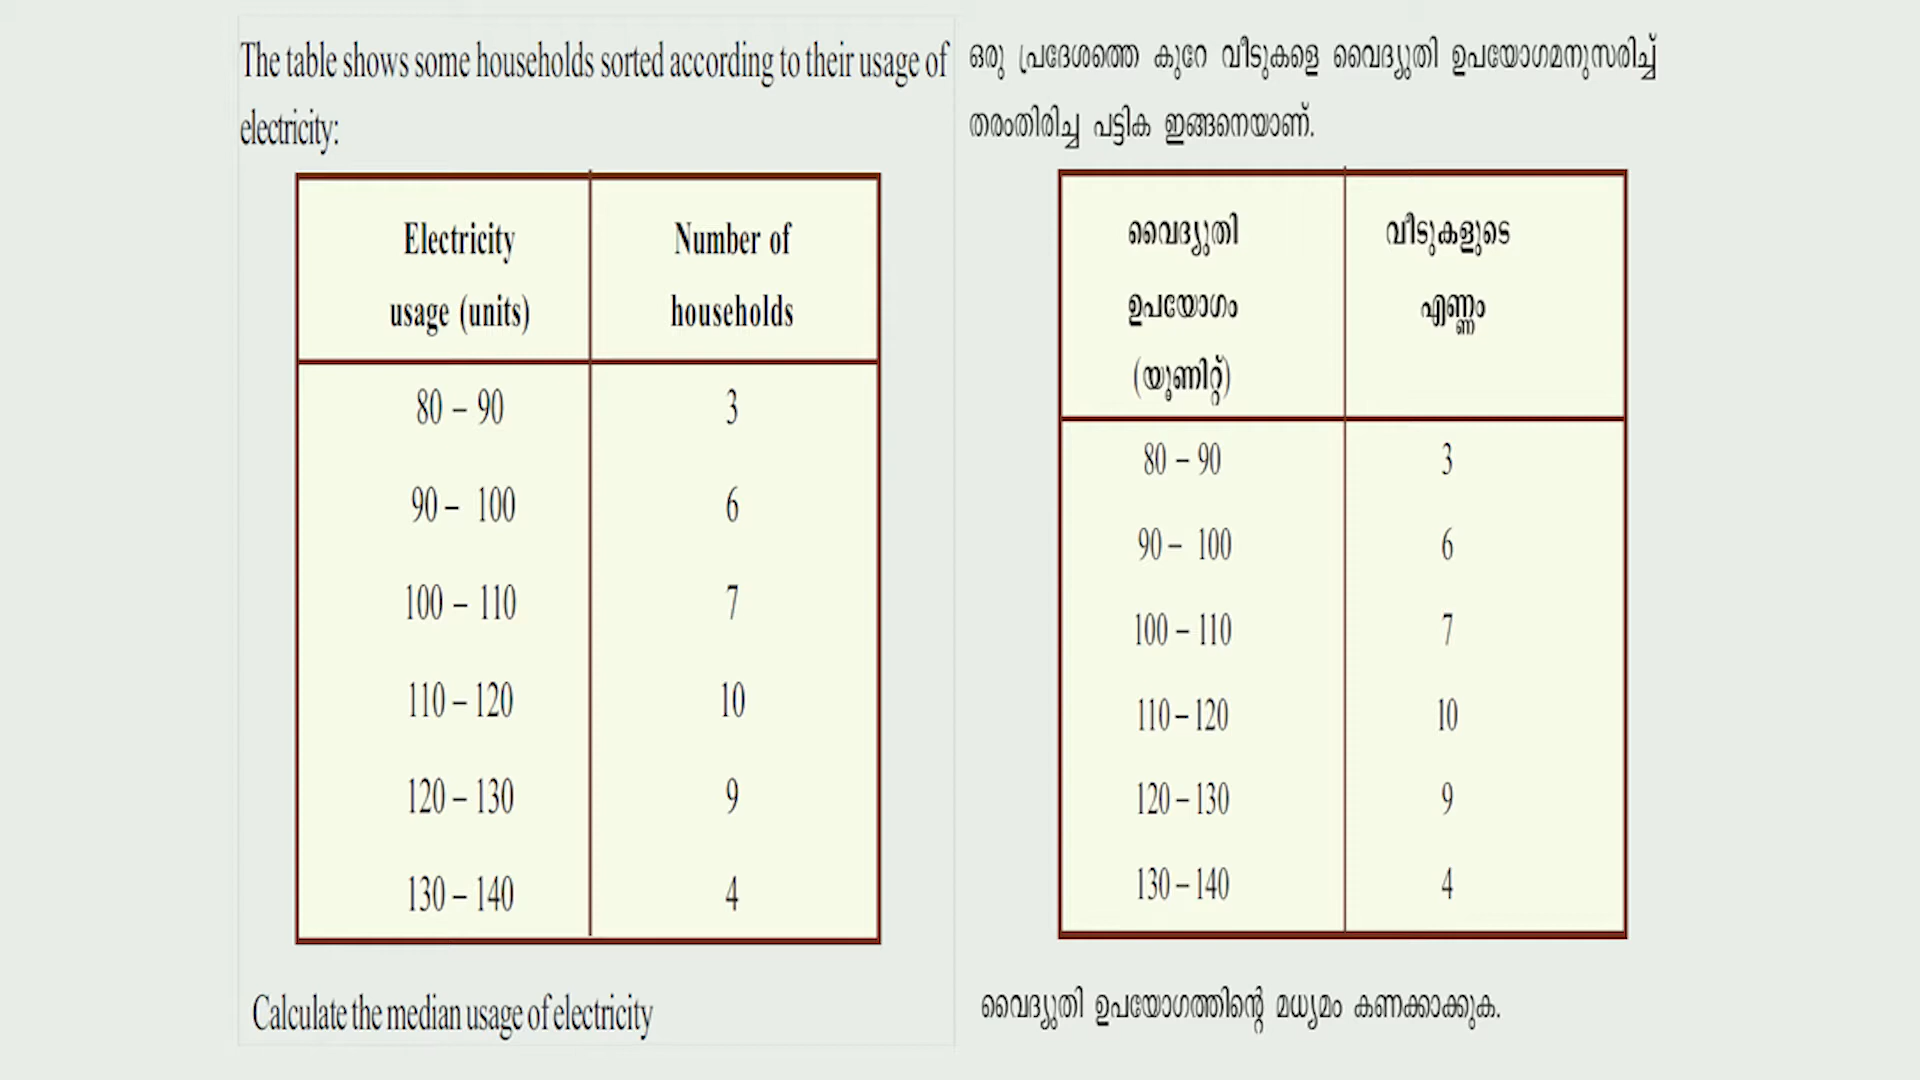 The table shows some households sorted according to their usage of
electricity:
Electricity Number of
usage (units) households
80 – 90 3
90 – 100 6
100 – 110 7
110 – 120 10
120 – 130 9
130 – 140 4
Calculate the median usage of electricity
ഒരു പ്രദേശത്തെ കുറേ വീടുകളെ വൈദ്യുതി ഉപയോഗമനുസരിച്ച്
തരംതിരിച്ച പട്ടിക ഇങ്ങനെയാണ്.
വൈദ്യുതി വീടുകളുടെ
ഉപയോഗം എണ്ണം
(യൂണിറ്റ്)
80 – 90 3
90 – 100 6
100 – 110 7
110 – 120 10
120 – 130 9
130 – 140 4
വൈദ്യുതി ഉപയോഗത്തിന്റെ മധ്യമം കണക്കാക്കുക.